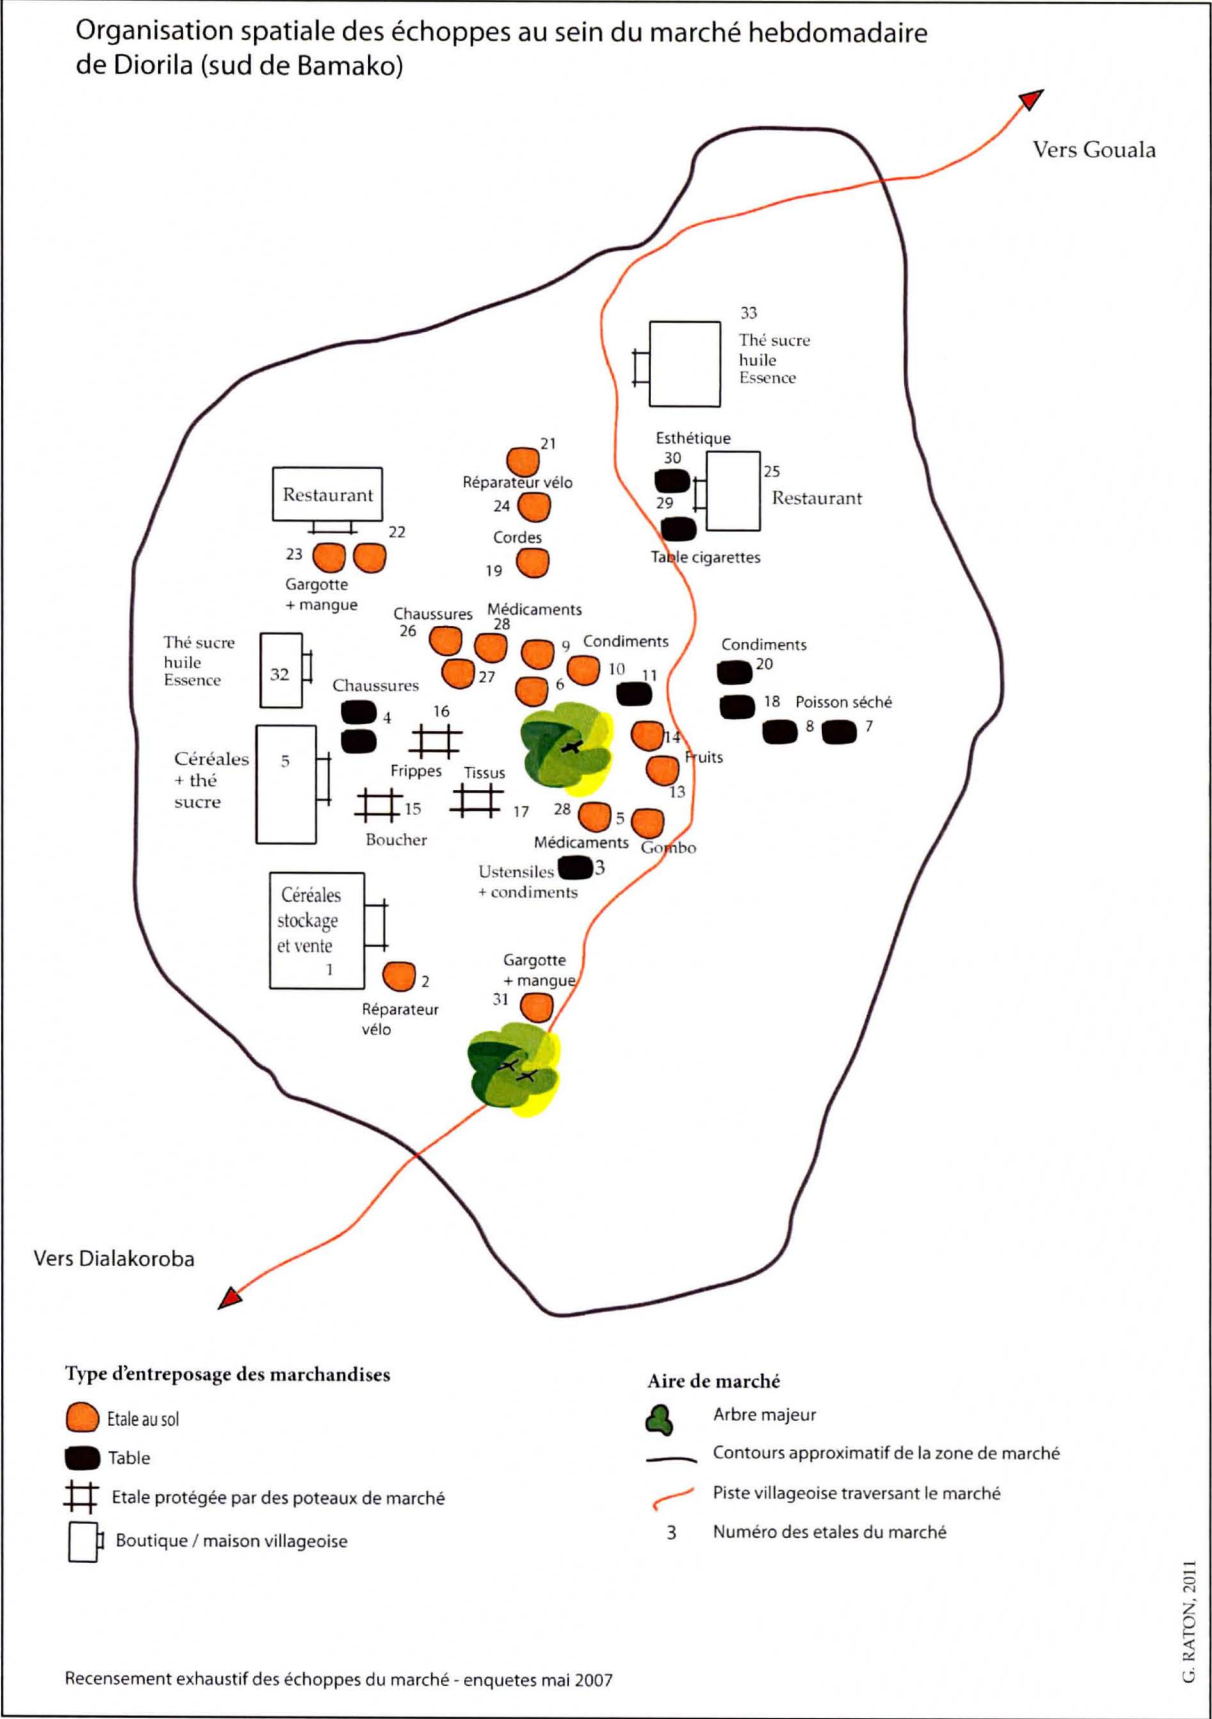 Organisation spatiale des échoppes au sein du marché hebdomadaire
de Diorila (sud de Bamako)
Vers Gouala
33
Thé sucre
huile
Essence
Esthétique
30
25
Restaurant
29
Table cigarettes
21
Réparateur vélo
24
Cordes
19
Restaurant
22
23
Gargotte
+ mangue
Chaussures
26
Médicaments
28
9
Condiments
10
11
27
6
Condiments
20
18
Poisson séché
8
7
Thé sucre
huile
Essence
32
Chaussures
4
16
Frippes
Tissus
17
14
Fruits
13
Céréales
+ thé
sucre
5
15
Boucher
28
5
Médicaments
Gombo
Ustensiles
+ condiments
3
Céréales
stockage
et vente
1
2
Réparateur
vélo
Gargotte
+ mangue
31
Vers Dialakoroba
Type d'entreposage des marchandises
Etale au sol
Table
Etale protégée par des poteaux de marché
Boutique / maison villageoise
Aire de marché
Arbre majeur
Contours approximatif de la zone de marché
Piste villageoise traversant le marché
3
Numéro des etales du marché
G. RATON, 2011
Recensement exhaustif des échoppes du marché - enquetes mai 2007